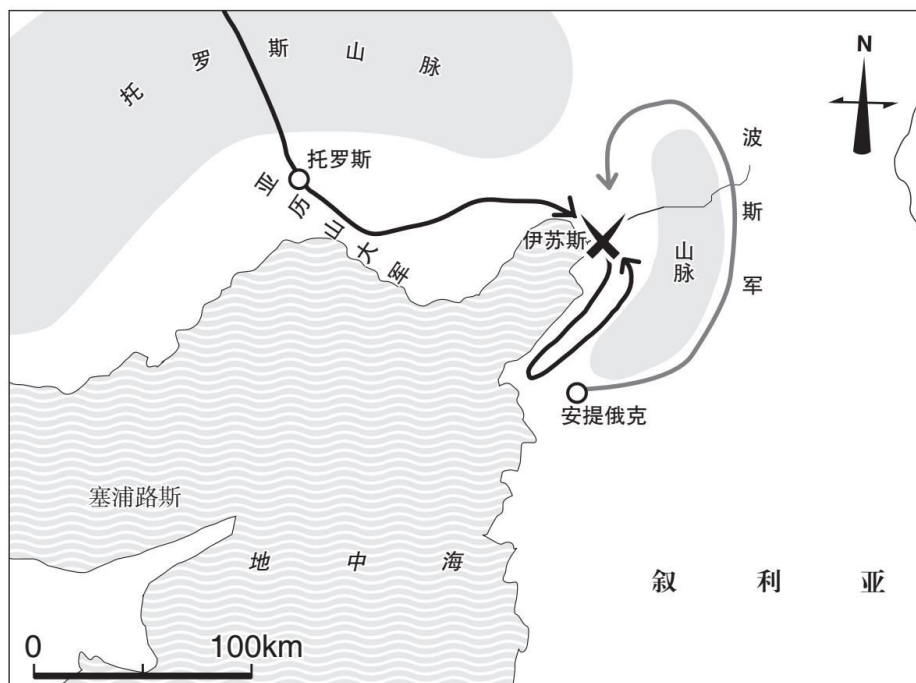 托罗斯山脉
N
波斯军
托罗斯
亚历山大军
伊苏斯
山脉
安提俄克
塞浦路斯
地中海
叙利亚
0 100km